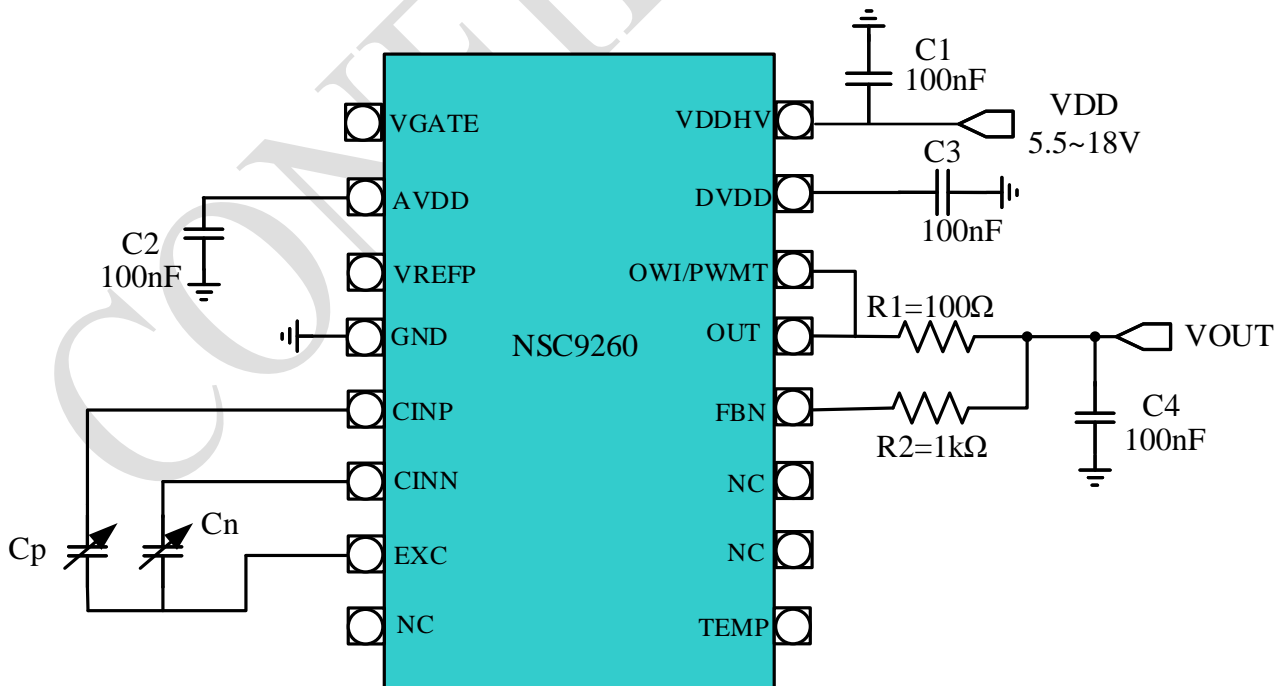 CONFI
C1
100nF
VDD
5.5~18V
VGATE
VDDHV
C3
100nF
AVDD
DVDD
C2
100nF
VREFP
OWI/PWMT
R1=100Ω
GND
NSC9260
OUT
VOUT
CINP
FBN
R2=1kΩ
C4
100nF
CINN
NC
Cp
Cn
EXC
NC
NC
TEMP